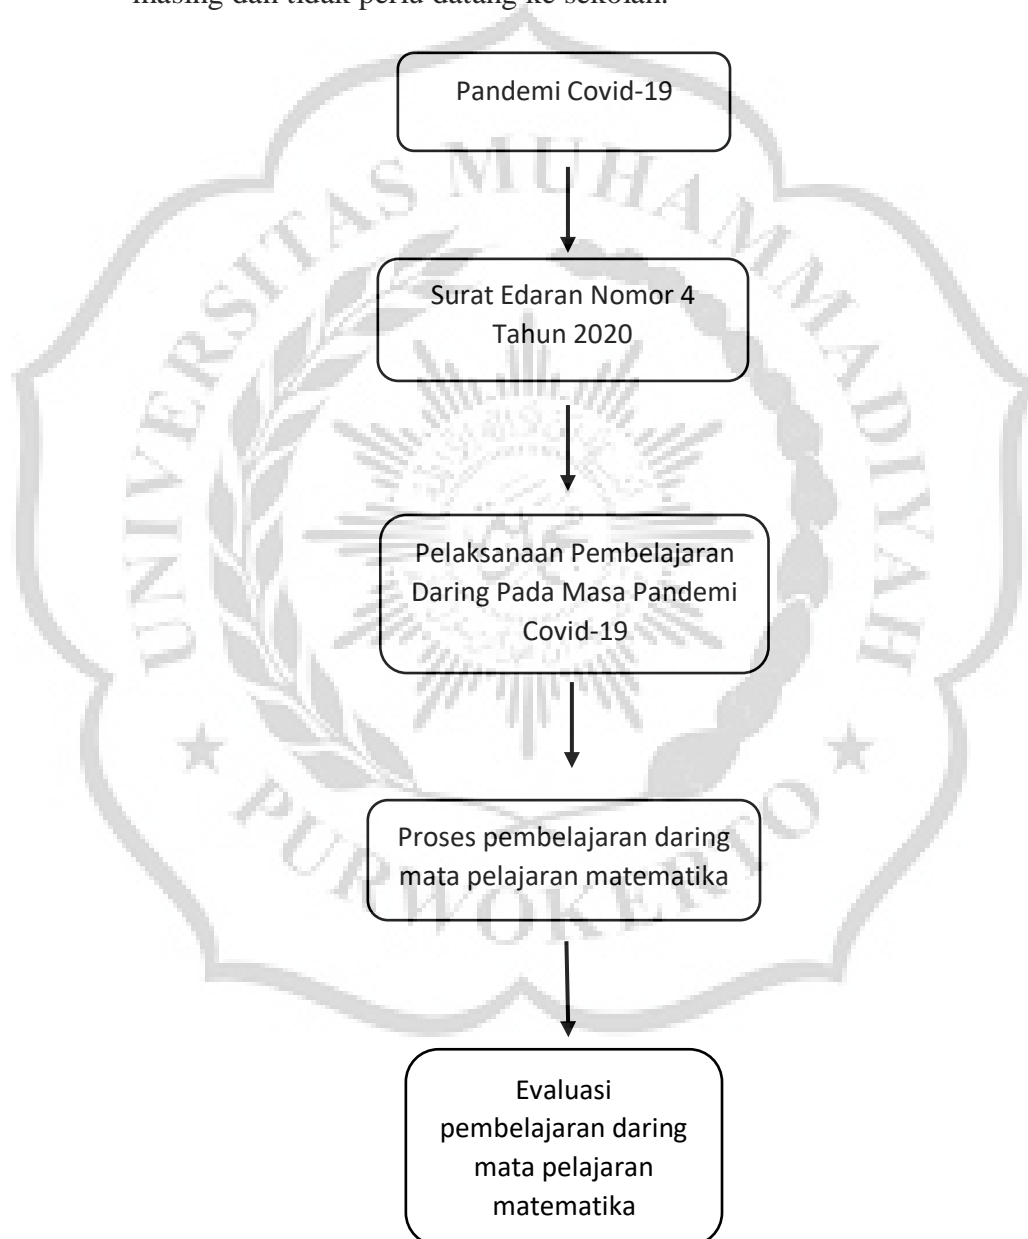 masing dan tidak perlu datang ke sekolah.
Pandemi Covid-19
UNIVERSITAS MUHAMMADIYAH
Surat Edaran Nomor 4
Tahun 2020
Pelaksanaan Pembelajaran
Daring Pada Masa Pandemi
Covid-19
Proses pembelajaran daring
mata pelajaran matematika
PURWOKERTO
Evaluasi
pembelajaran daring
mata pelajaran
matematika